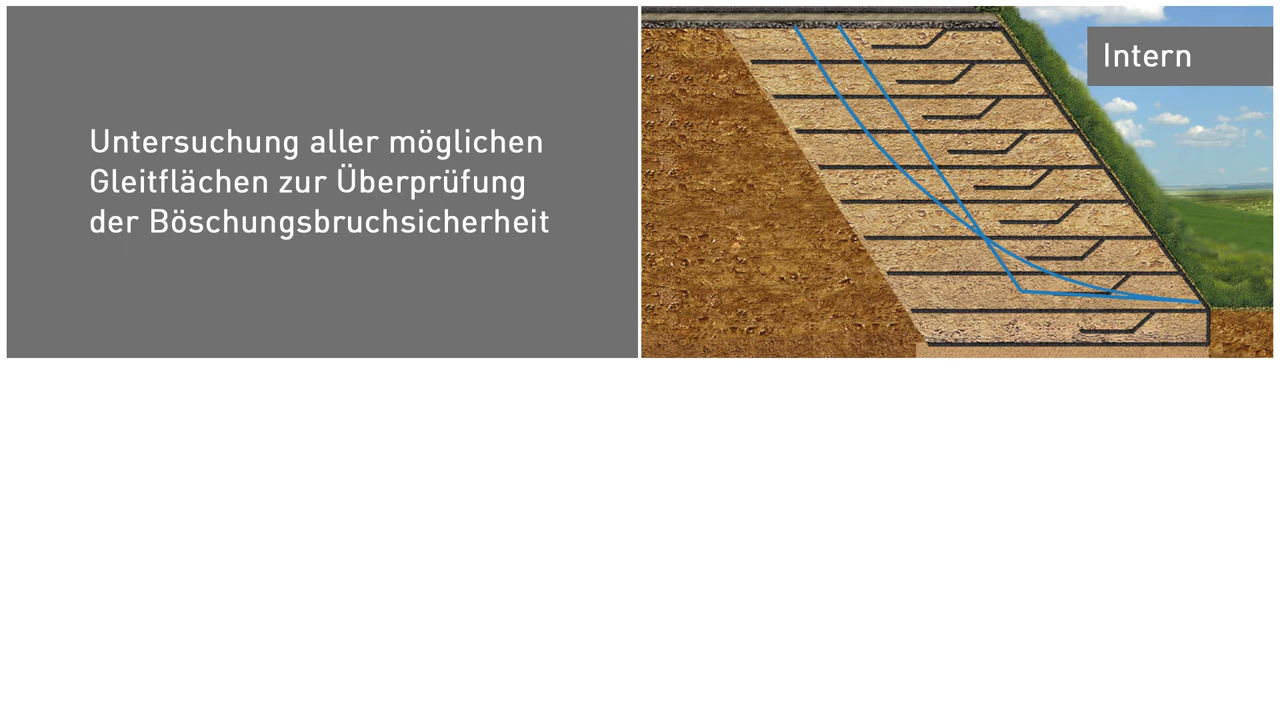 Untersuchung aller möglichen
Gleitflächen zur Überprüfung
der Böschungsbruchsicherheit
Intern